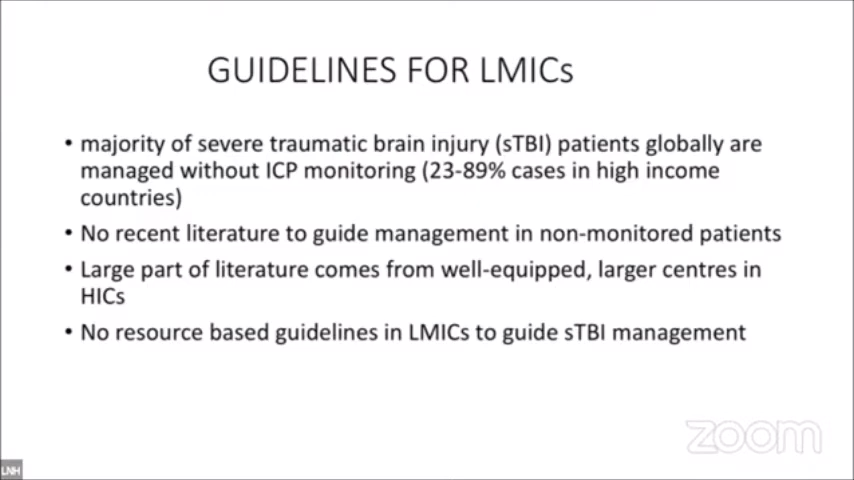 GUIDELINES FOR LMICs
• majority of severe traumatic brain injury (sTBI) patients globally are
managed without ICP monitoring (23-89% cases in high income
countries)
• No recent literature to guide management in non-monitored patients
• Large part of literature comes from well-equipped, larger centres in
HICs
• No resource based guidelines in LMICs to guide sTBI management
zoom
LNH